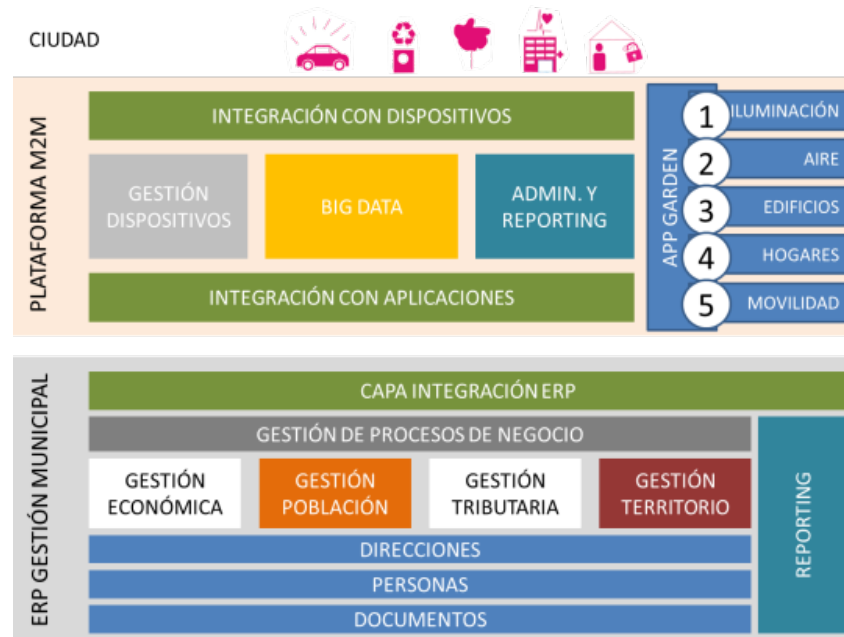 CIUDAD
PLATAFORMA M2M
INTEGRACIÓN CON DISPOSITIVOS
GESTIÓN
DISPOSITIVOS
BIG DATA
ADMIN. Y
REPORTING
INTEGRACIÓN CON APLICACIONES
APP GARDEN
1 ILUMINACIÓN
2 AIRE
3 EDIFICIOS
4 HOGARES
5 MOVILIDAD
ERP GESTIÓN MUNICIPAL
CAPA INTEGRACIÓN ERP
GESTIÓN DE PROCESOS DE NEGOCIO
GESTIÓN
ECONÓMICA
GESTIÓN
POBLACIÓN
GESTIÓN
TRIBUTARIA
GESTIÓN
TERRITORIO
DIRECCIONES
PERSONAS
DOCUMENTOS
REPORTING